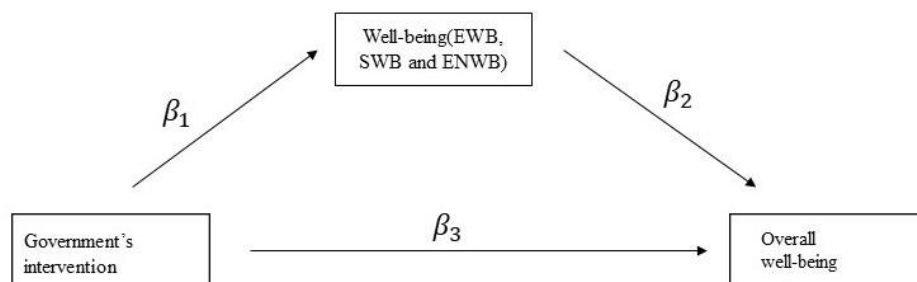 Well-being(EWB,
SWB and ENWB)
β₁
β₂
Government’s
intervention
β₃
Overall
well-being